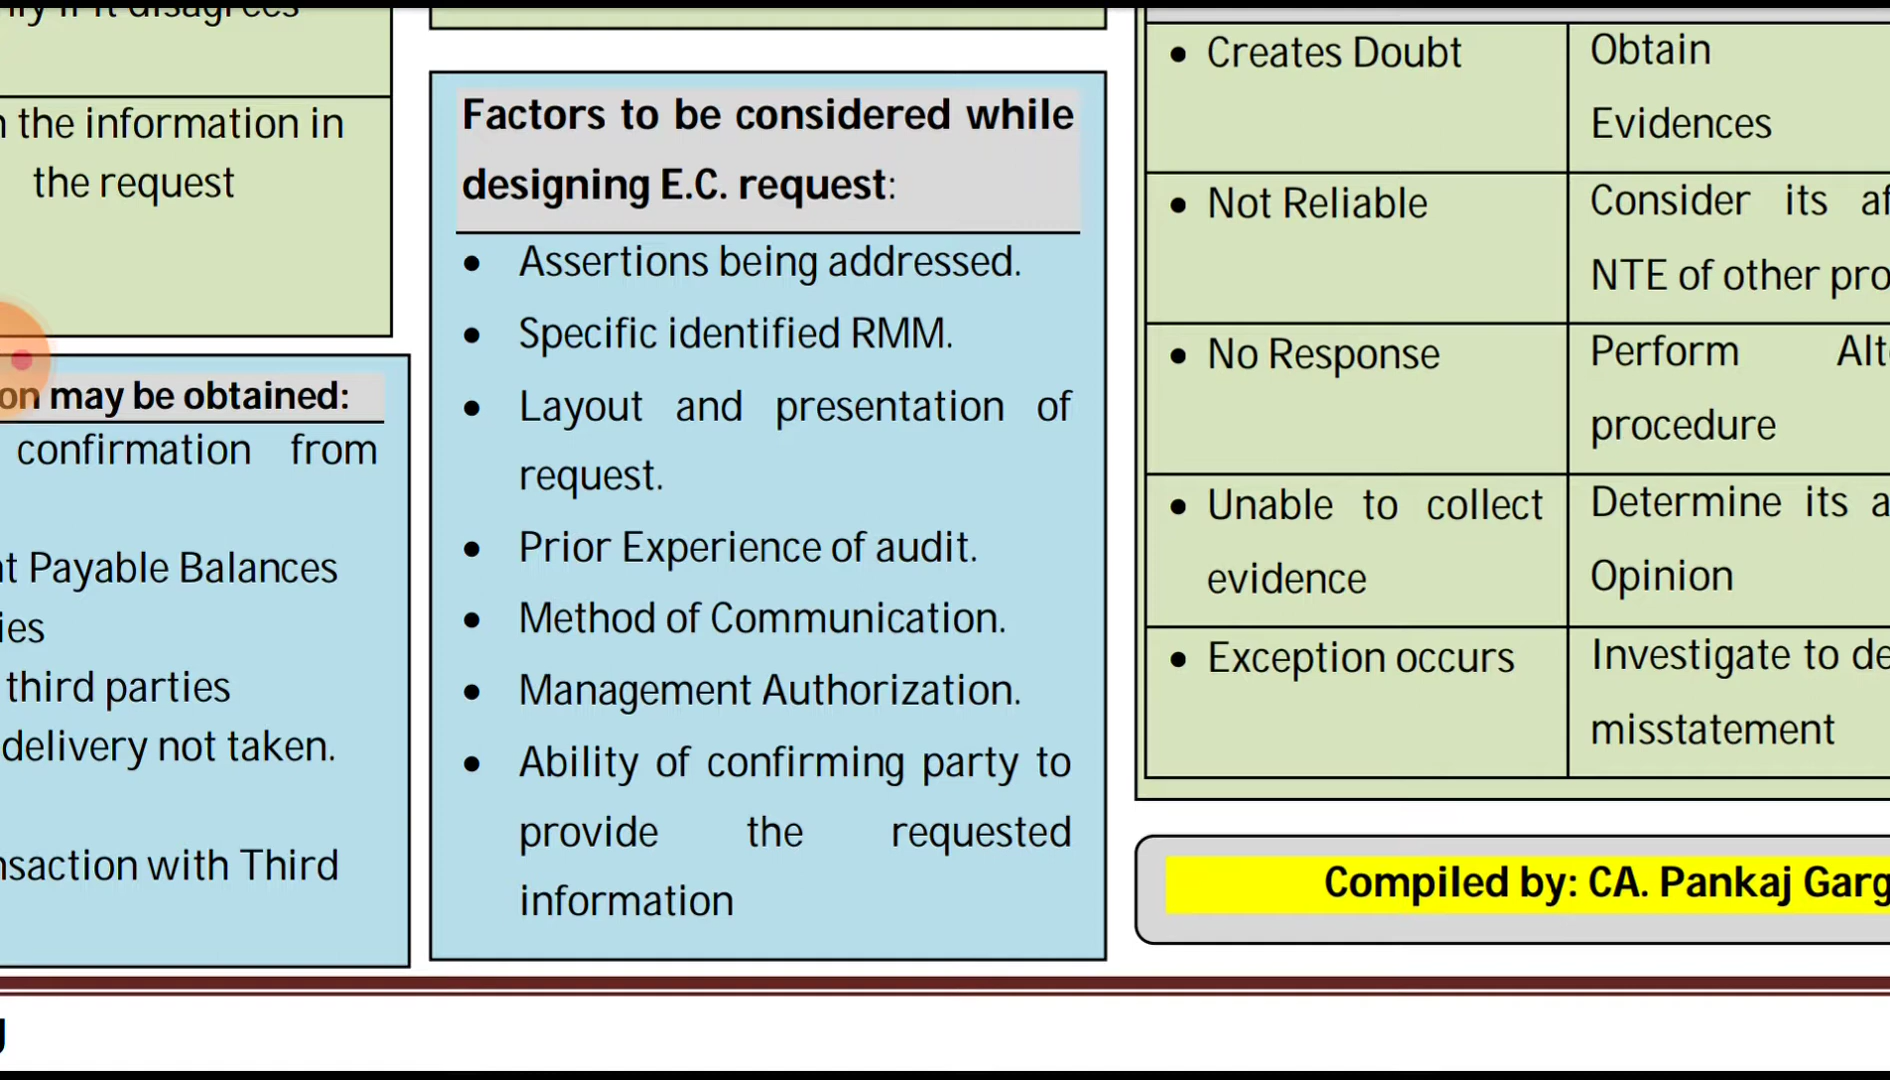 if it disagrees
the information in
the request
may be obtained:
confirmation from
Payable Balances
third parties
delivery not taken.
with Third
Factors to be considered while
designing E.C. request:
• Assertions being addressed.
• Specific identified RMM.
• Layout and presentation of
request.
• Prior Experience of audit.
• Method of Communication.
• Management Authorization.
• Ability of confirming party to
provide the requested
information
• Creates Doubt
Obtain
Evidences
• Not Reliable
Consider its
NTE of other
• No Response
Perform
procedure
• Unable to collect
evidence
Determine its
Opinion
• Exception occurs
Investigate to
misstatement
Compiled by: CA. Pankaj Garg